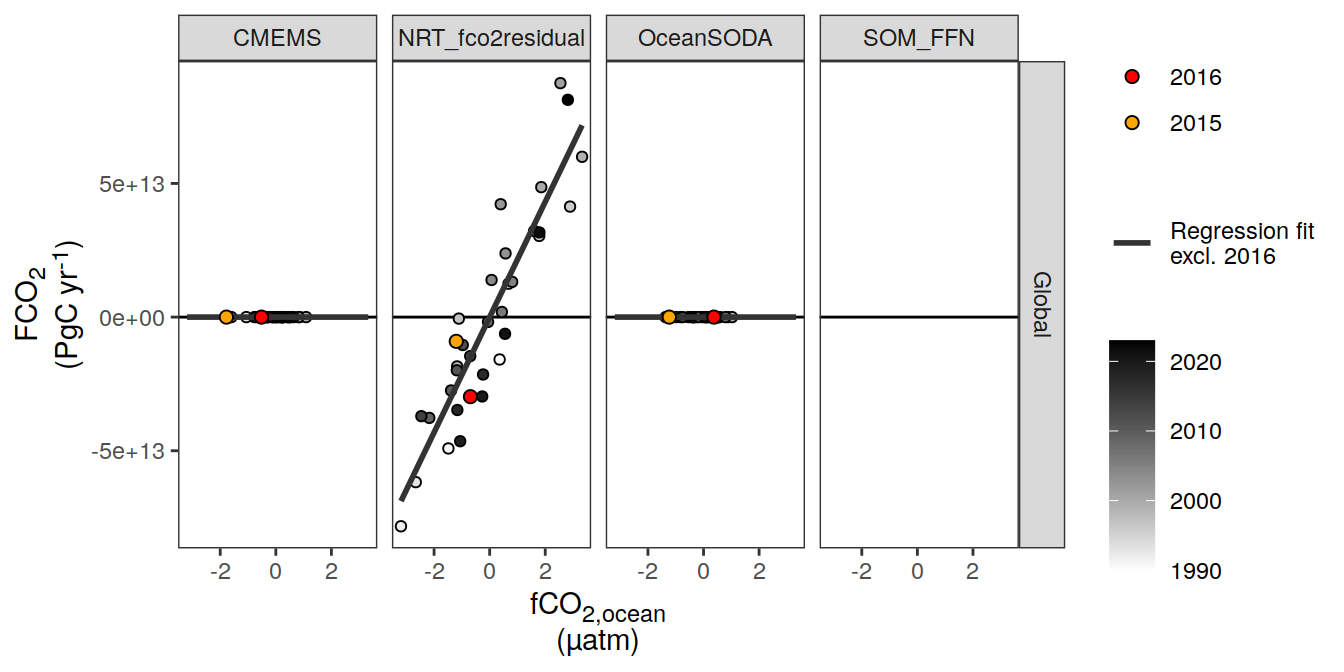 CMEMS NRT_fco2residual OceanSODA SOM_FFN
2016
2015
Regression fit
excl. 2016
2020
2010
2000
1990
Global
FCO₂
(PgC yr⁻¹)
5e+13
0e+00
-5e+13
-2 0 2 -2 0 2 -2 0 2 -2 0 2
fCO₂,ocean
(µatm)